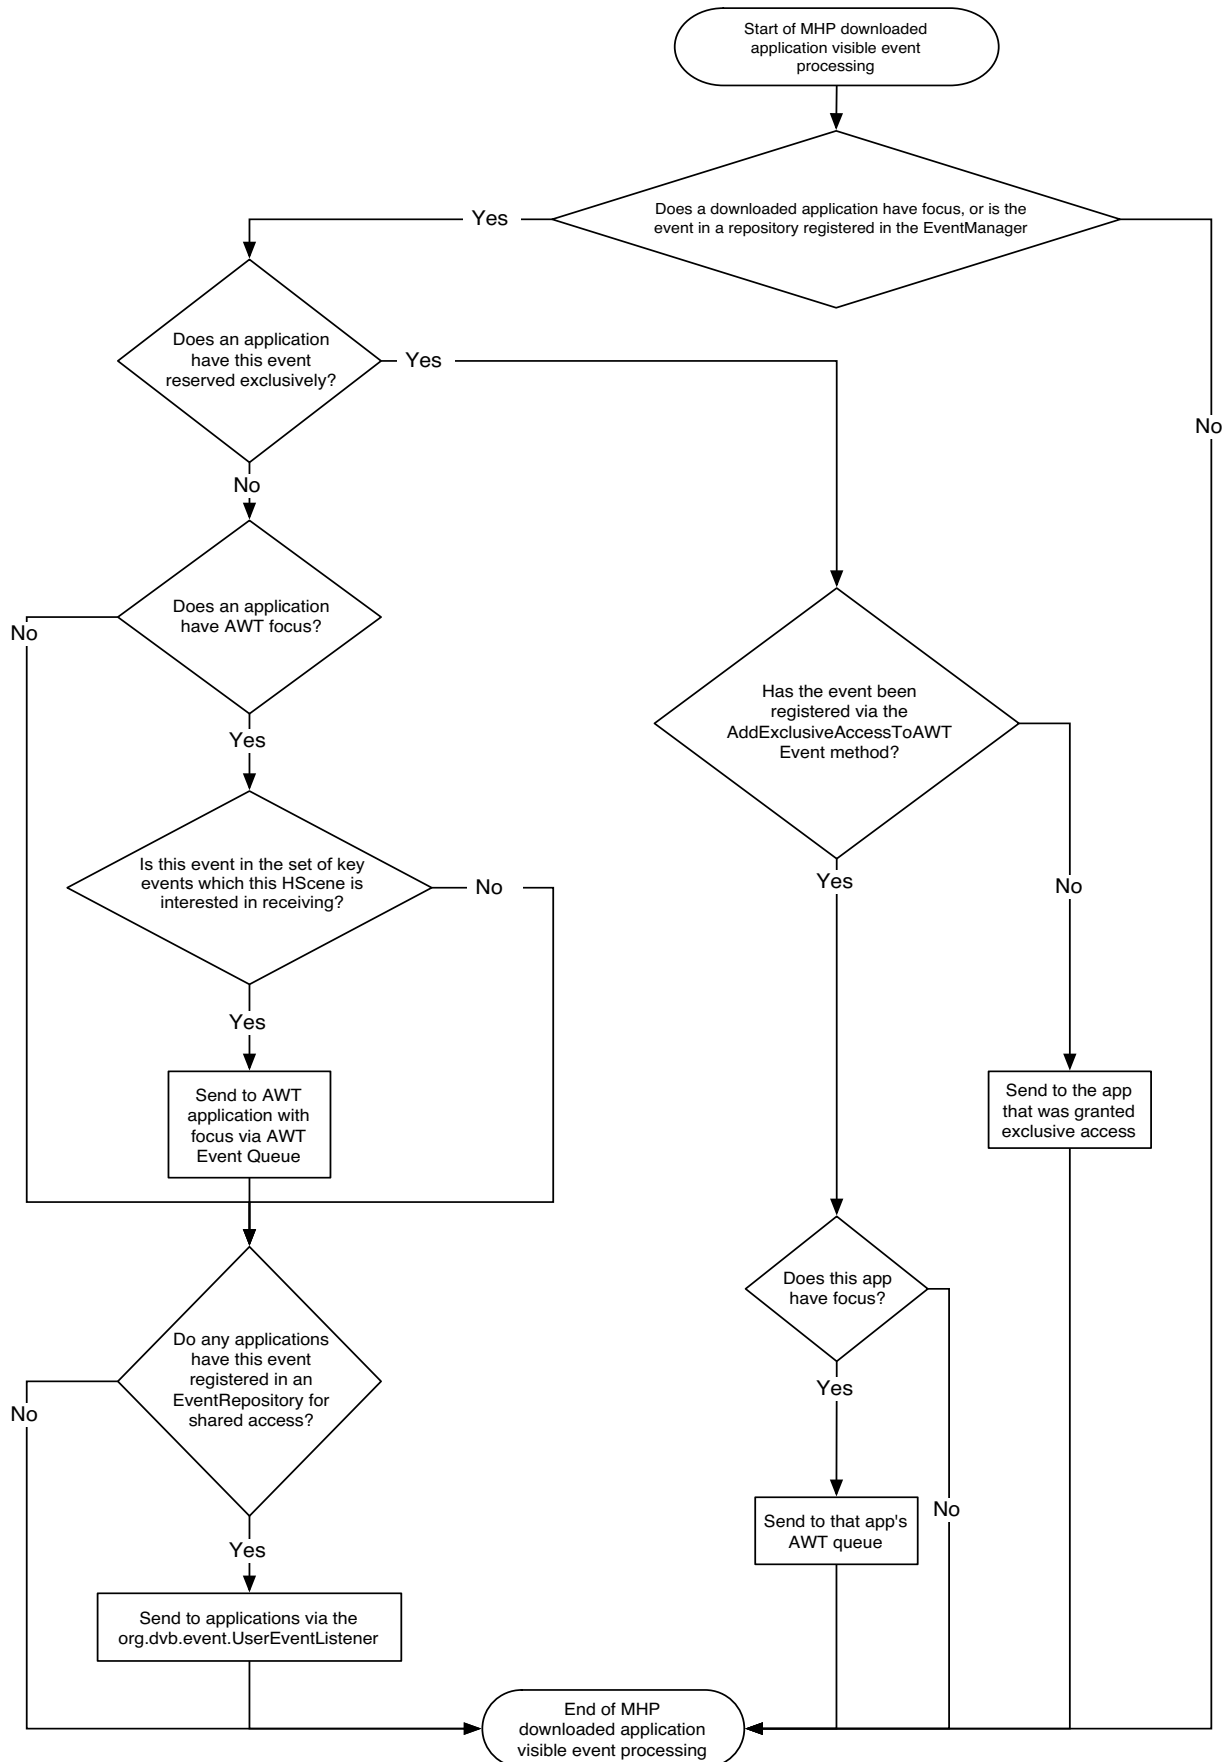 Start of MHP downloaded
application visible event
processing
Does a downloaded application have focus, or is the
event in a repository registered in the EventManager
Yes
No
Does an application
have this event
reserved exclusively?
Yes
No
Does an application
have AWT focus?
No
Yes
Has the event been
registered via the
AddExclusiveAccessToAWT
Event method?
Yes
No
Is this event in the set of key
events which this HScene is
interested in receiving?
No
Yes
Send to AWT
application with
focus via AWT
Event Queue
Send to the app
that was granted
exclusive access
Does this app
have focus?
Yes
No
Do any applications
have this event
registered in an
EventRepository for
shared access?
No
Yes
Send to that app's
AWT queue
Send to applications via the
org.dvb.event.UserEventListener
End of MHP
downloaded application
visible event processing